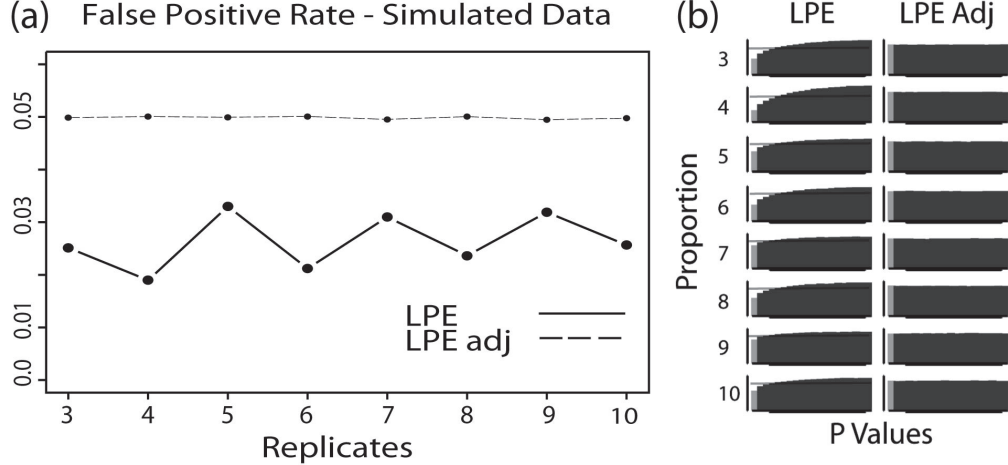 (a)
False Positive Rate - Simulated Data
0.05
0.03
0.01
0.0
LPE
LPE adj
3 4 5 6 7 8 9 10
Replicates
(b)
LPE LPE Adj
Proportion
3
4
5
6
7
8
9
10
P Values